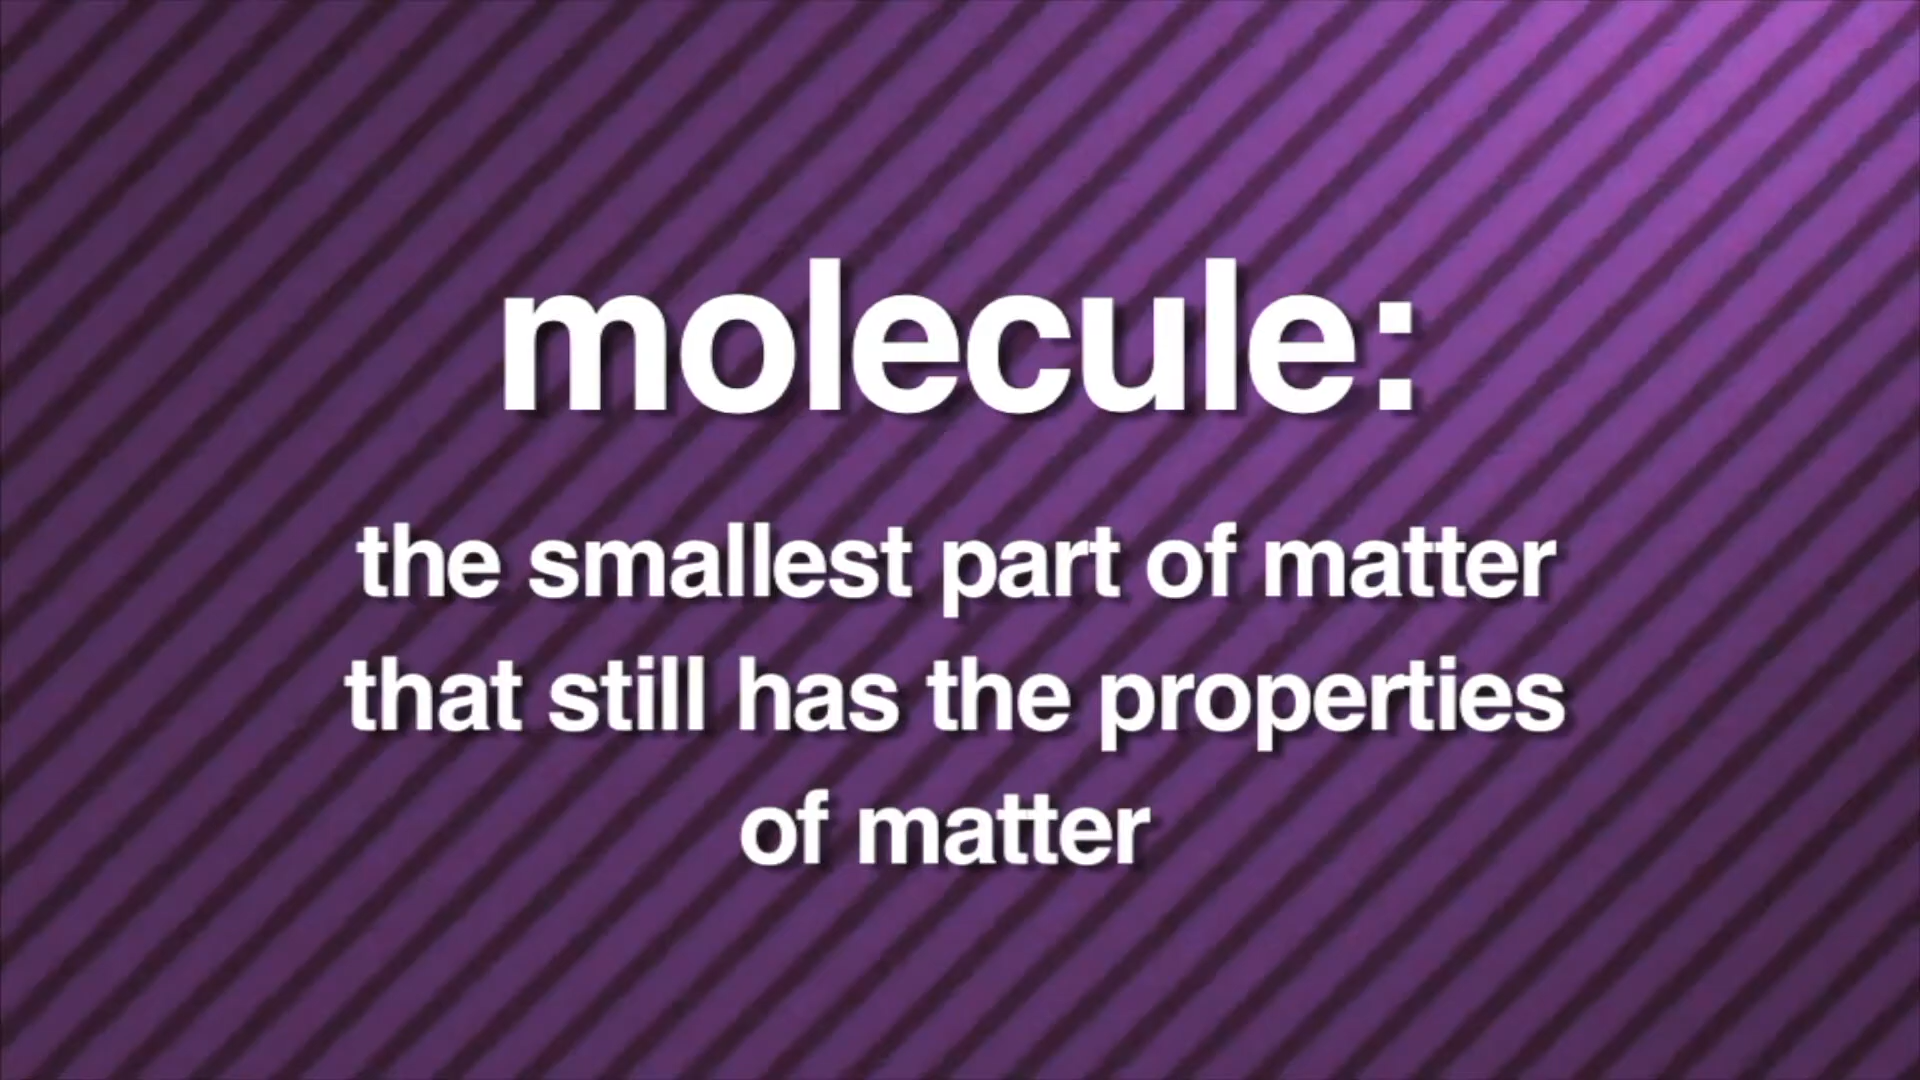 molecule:
the smallest part of matter
that still has the properties
of matter